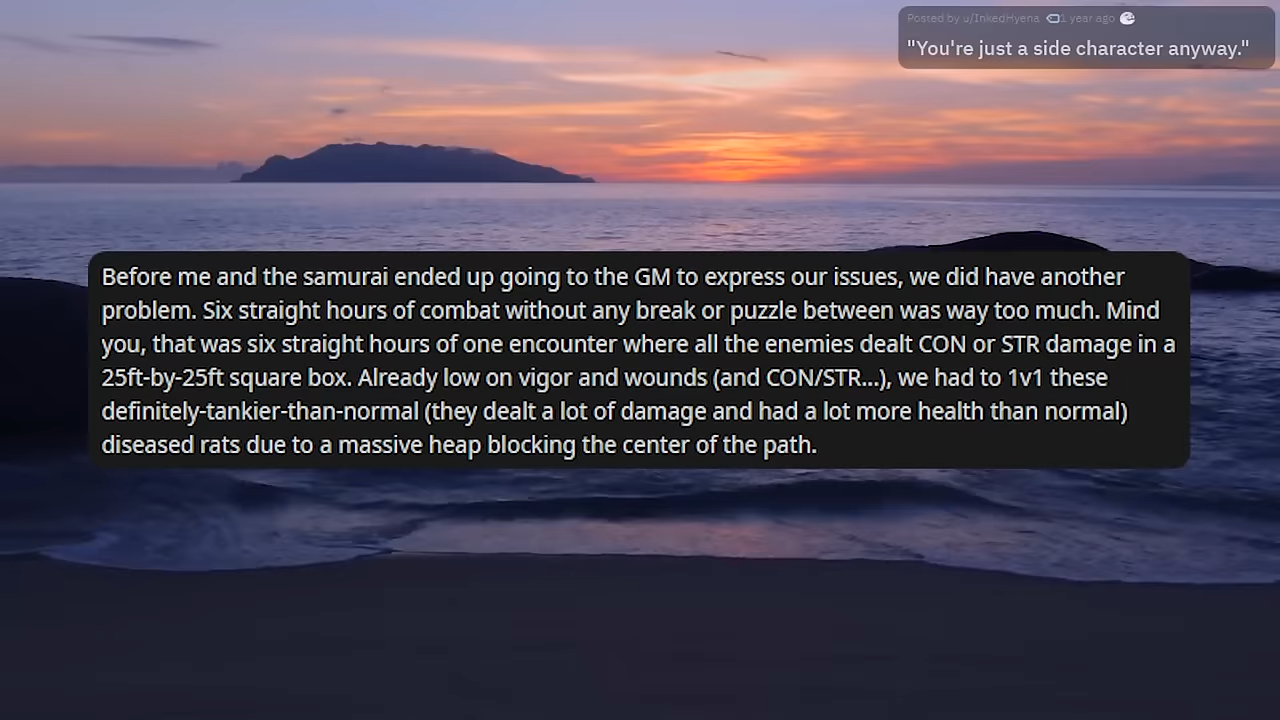 Posted by u/InkedHyena 1 year ago
"You're just a side character anyway."
Before me and the samurai ended up going to the GM to express our issues, we did have another
problem. Six straight hours of combat without any break or puzzle between was way too much. Mind
you, that was six straight hours of one encounter where all the enemies dealt CON or STR damage in a
25ft-by-25ft square box. Already low on vigor and wounds (and CON/STR...), we had to 1v1 these
definitely-tankier-than-normal (they dealt a lot of damage and had a lot more health than normal)
diseased rats due to a massive heap blocking the center of the path.